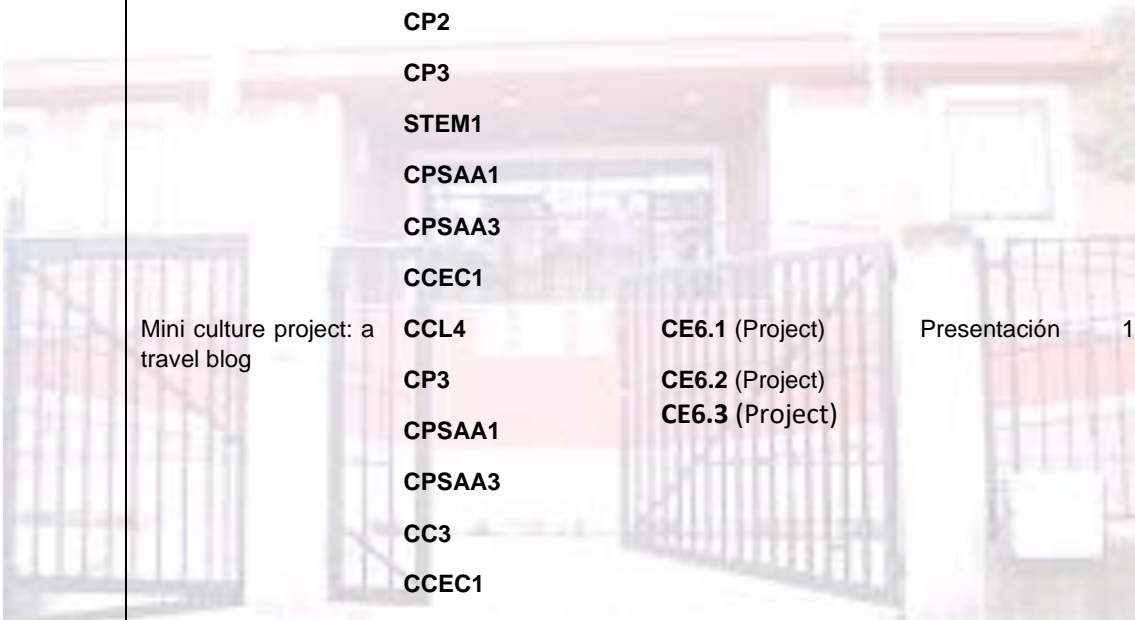 CP2
CP3
STEM1
CPSAA1
CPSAA3
CCEC1
Mini culture project: a
travel blog
CCL4
CP3
CPSAA1
CPSAA3
CC3
CCEC1
CE6.1 (Project)
CE6.2 (Project)
CE6.3 (Project)
Presentación 1